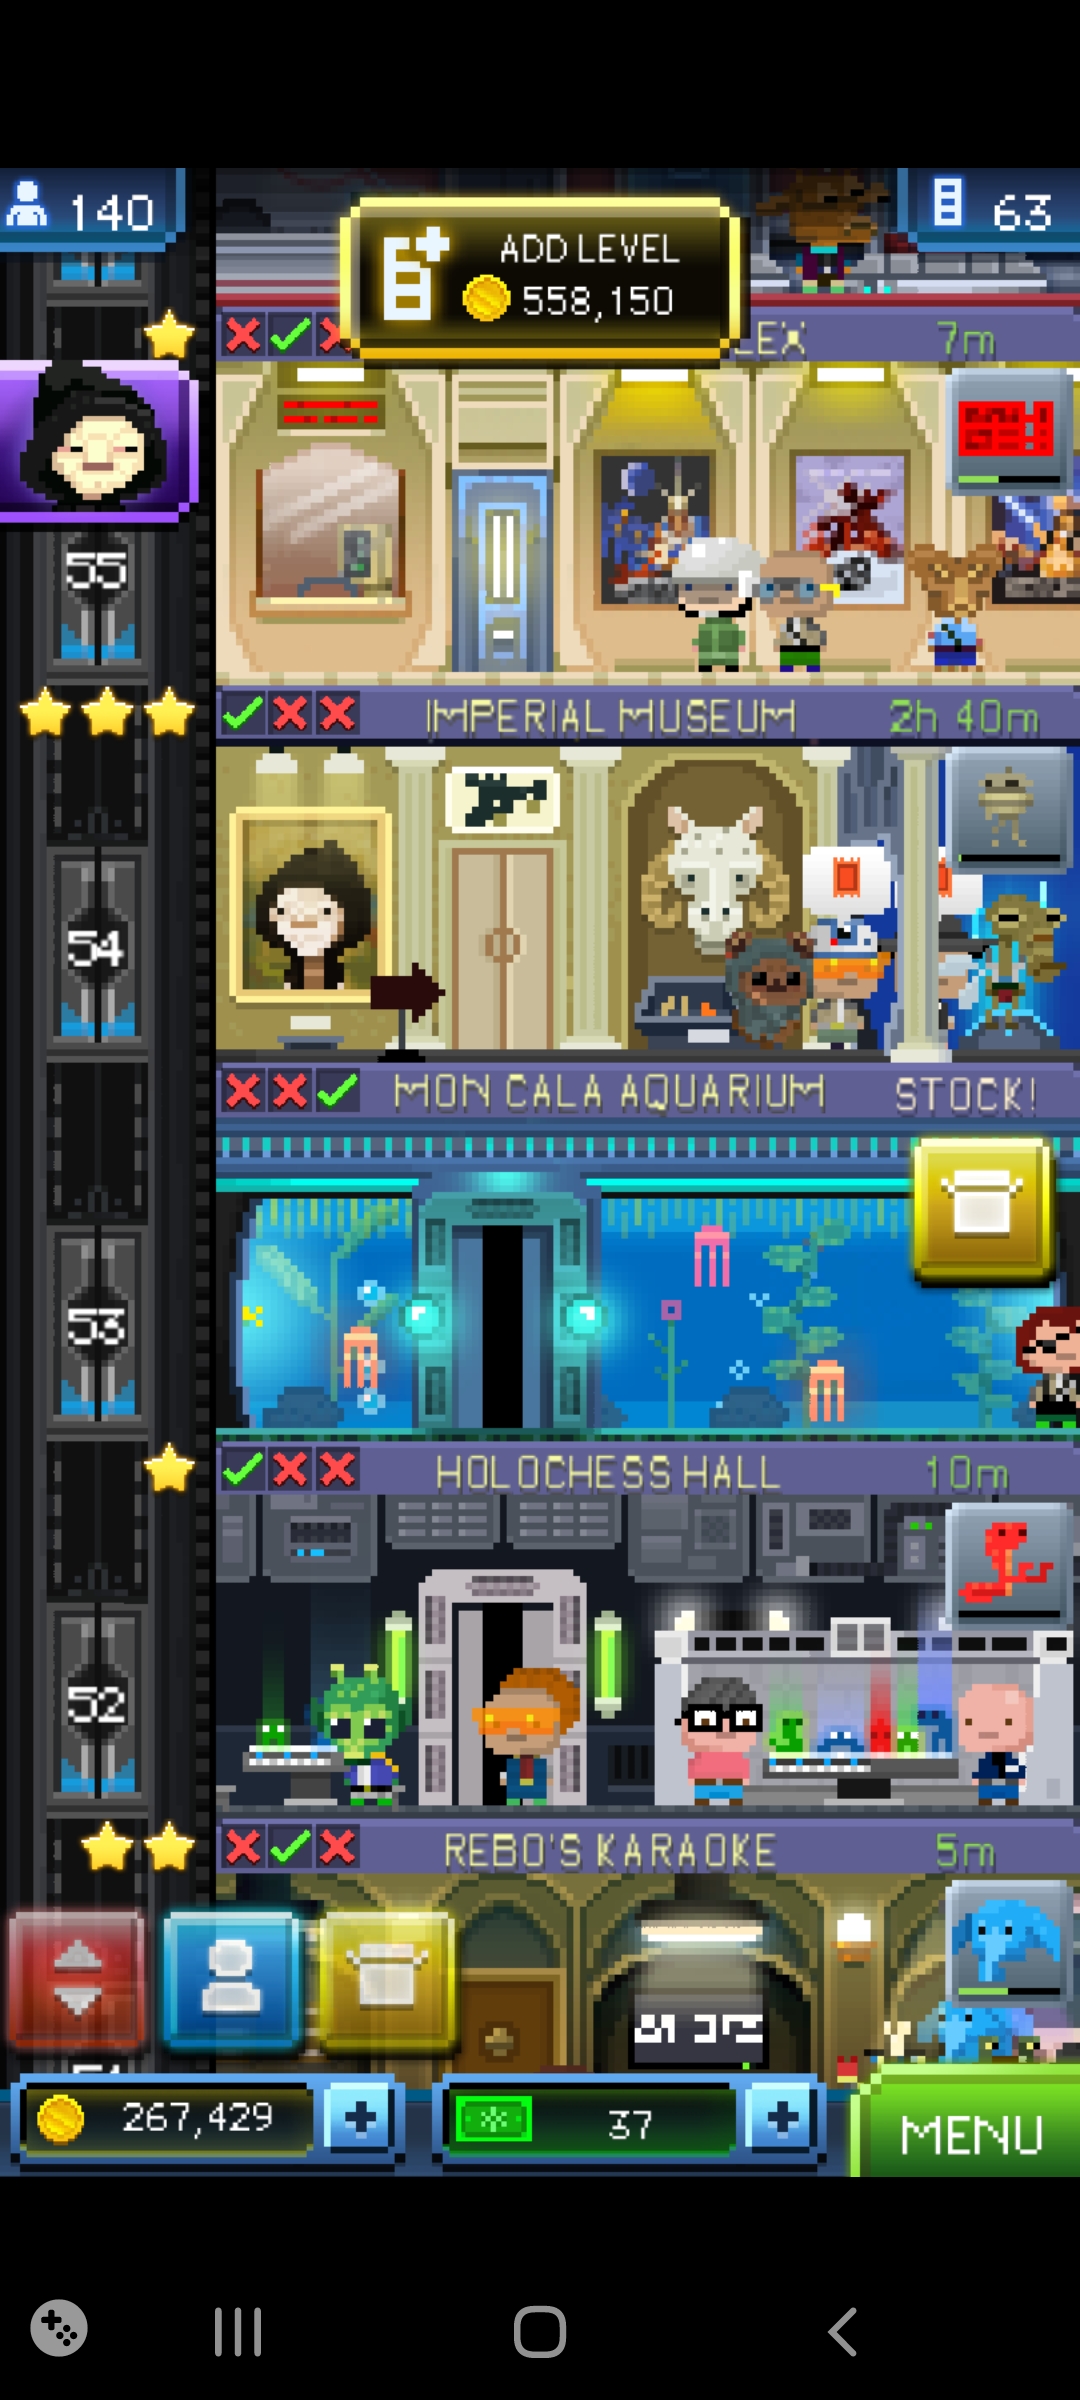 140
63
ADD LEVEL
558,150
LEX 7m
55
IMPERIAL MUSEUM 2h 40m
54
MON CALA AQUARIUM STOCK!
53
HOLOCHESS HALL 10m
52
REBO'S KARAOKE 5m
267,429
37
MENU